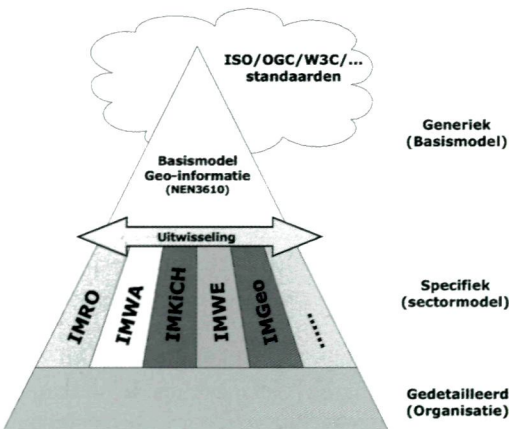 ISO/OGC/W3C/...
standaarden
Generiek
(Basismodel)
Basismodel
Geo-informatie
(NEN3610)
Uitwisseling
IMRO
IMWA
IMKiCH
IMWE
IMGeo
......
Specifiek
(sectormodel)
Gedetailleerd
(Organisatie)